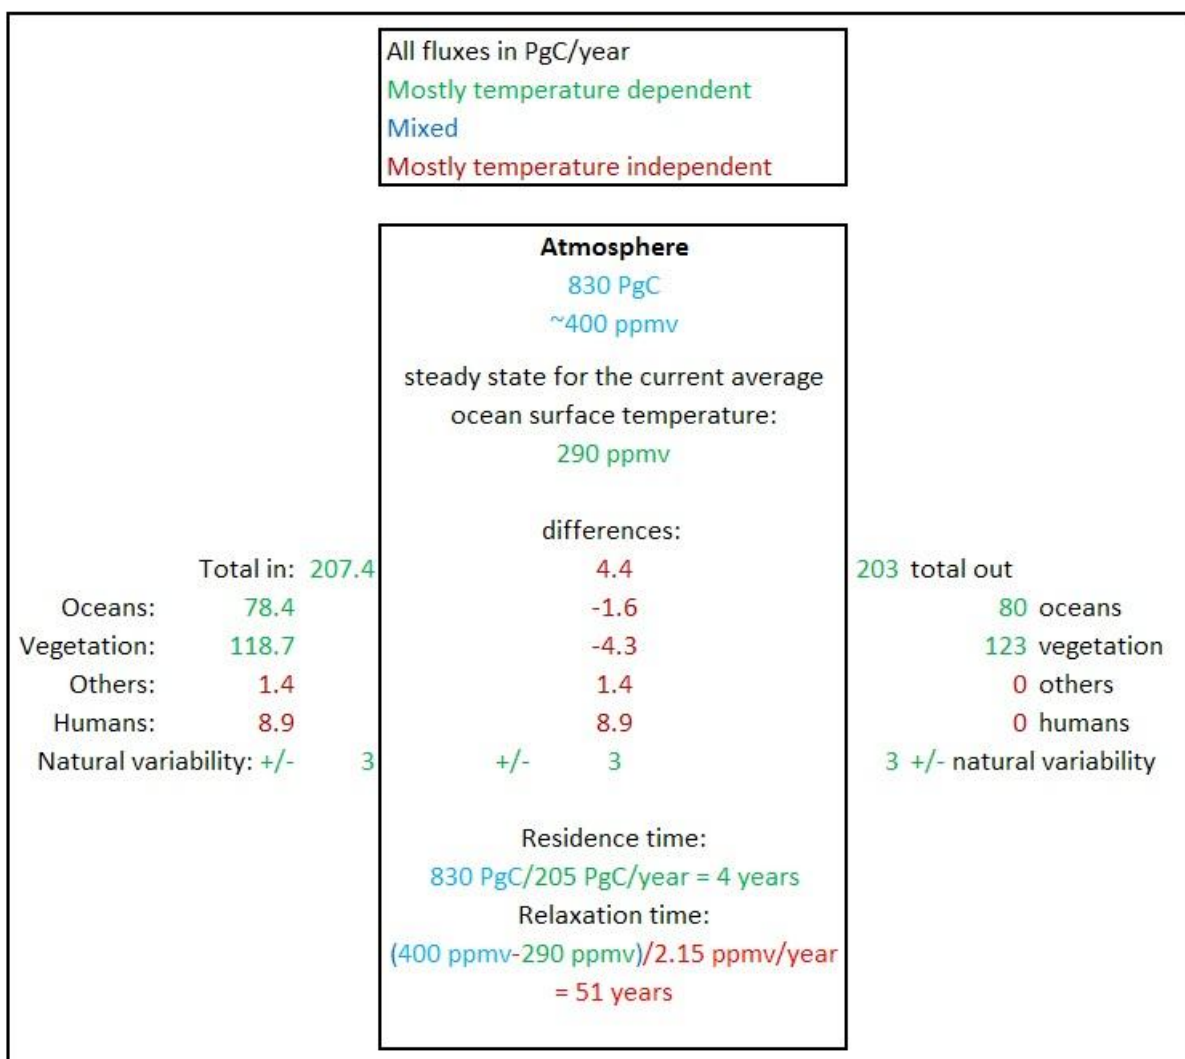 All fluxes in PgC/year
Mostly temperature dependent
Mixed
Mostly temperature independent
Atmosphere
830 PgC
~400 ppmv
steady state for the current average
ocean surface temperature:
290 ppmv
differences:
Total in: 207.4 4.4 203 total out
Oceans: 78.4 -1.6 80 oceans
Vegetation: 118.7 -4.3 123 vegetation
Others: 1.4 1.4 0 others
Humans: 8.9 8.9 0 humans
Natural variability: +/- 3 +/- 3 3 +/- natural variability
Residence time:
830 PgC/205 PgC/year = 4 years
Relaxation time:
(400 ppmv-290 ppmv)/2.15 ppmv/year
= 51 years